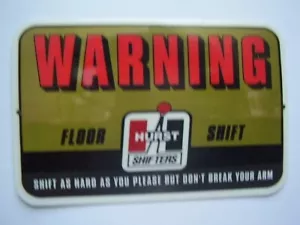 WARNING
FLOOR SHIFT
H
HURST
SHIFTERS
SHIFT AS HARD AS YOU PLEASE BUT DON'T BREAK YOUR ARM